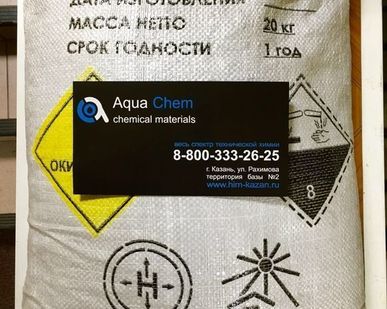 ДАТА ИЗГОТОВЛЕНИЯ
МАССА НЕТТО 20 кг
СРОК ГОДНОСТИ 1 год
Aqua Chem
chemical materials
весь спектр технической химии
8-800-333-26-25
г. Казань, ул. Рахимова
территория базы №2
www.him-kazan.ru
ОКИ
8
Н